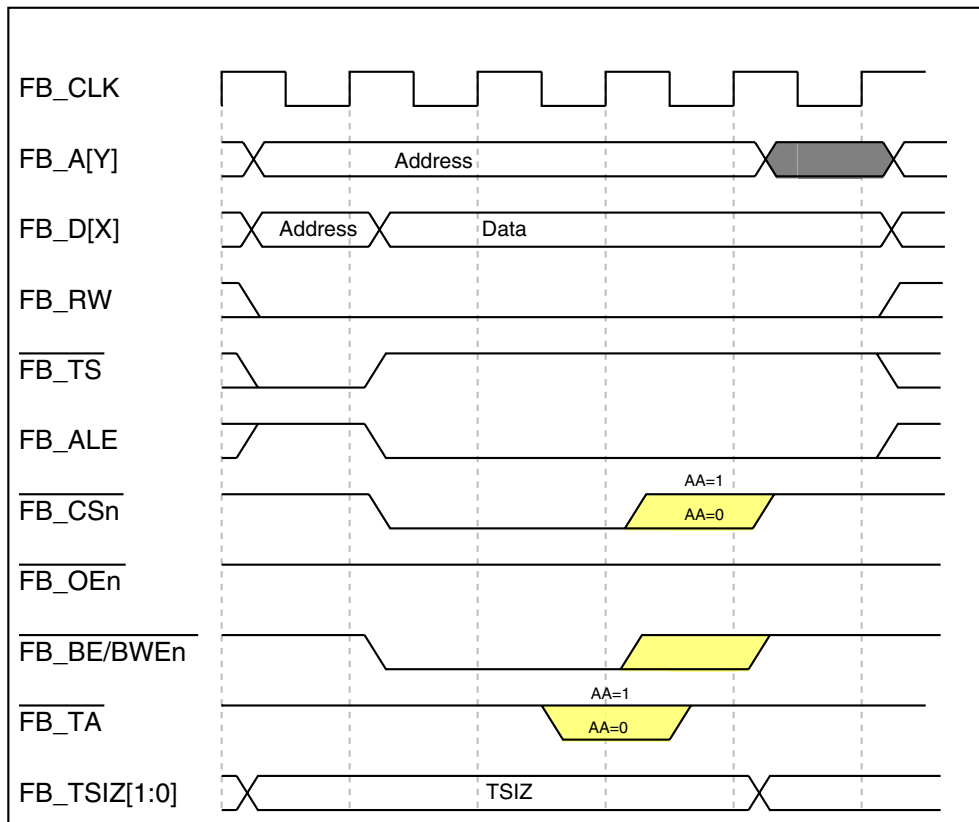 FB_CLK
FB_A[Y]
Address
FB_D[X]
Address
Data
FB_RW
FB_TS
FB_ALE
AA=1
FB_CSn
AA=0
FB_OEn
FB_BE/BWEn
AA=1
FB_TA
AA=0
FB_TSIZ[1:0]
TSIZ